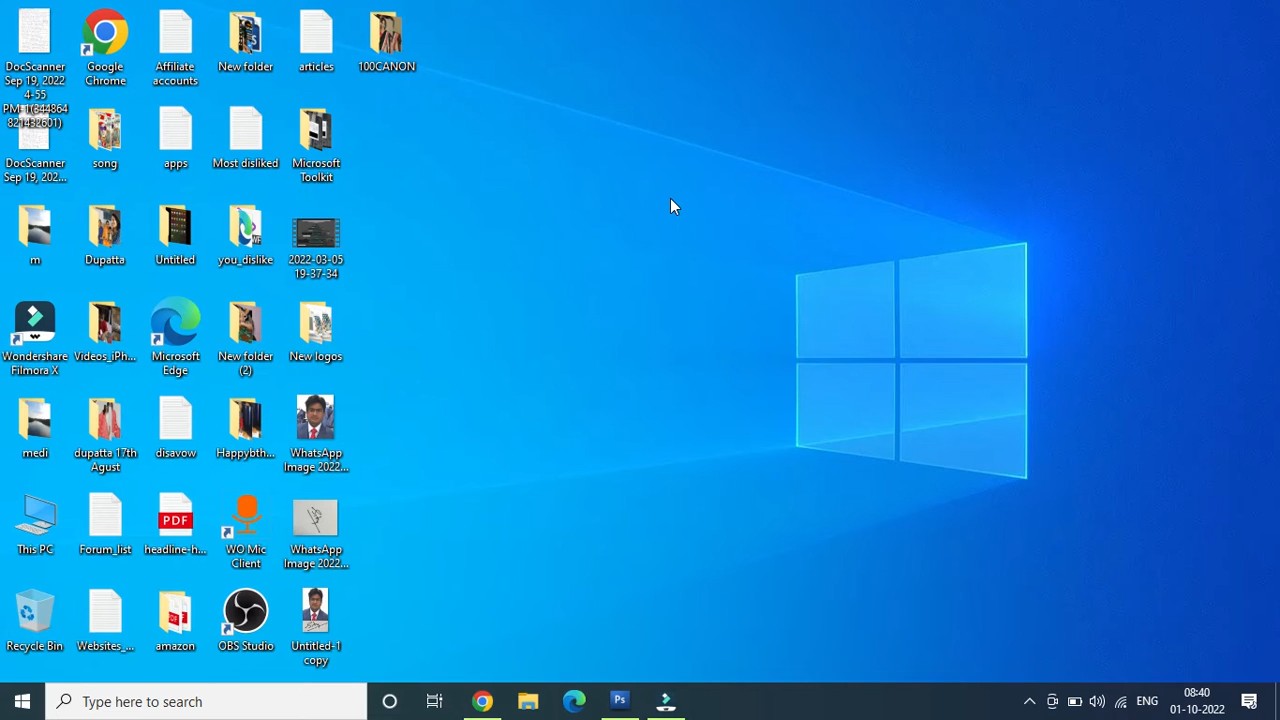 DocScanner
Sep 19, 2022
4-55
PM-1(344864
821432601)
Google
Chrome
Affiliate
accounts
New folder
articles
100CANON
DocScanner
Sep 19, 202...
song
apps
Most disliked
Microsoft
Toolkit
m
Dupatta
Untitled
you_dislike
2022-03-05
19-37-34
Wondershare
Filmora X
Videos_iPh...
Microsoft
Edge
New folder
(2)
New logos
medi
dupatta 17th
Agust
disavow
Happybth...
WhatsApp
Image 2022...
This PC
Forum_list
PDF
headline-h...
WO Mic
Client
WhatsApp
Image 2022...
Recycle Bin
Websites_...
amazon
OBS Studio
Untitled-1
copy
Type here to search
Ps
ENG
08:40
01-10-2022